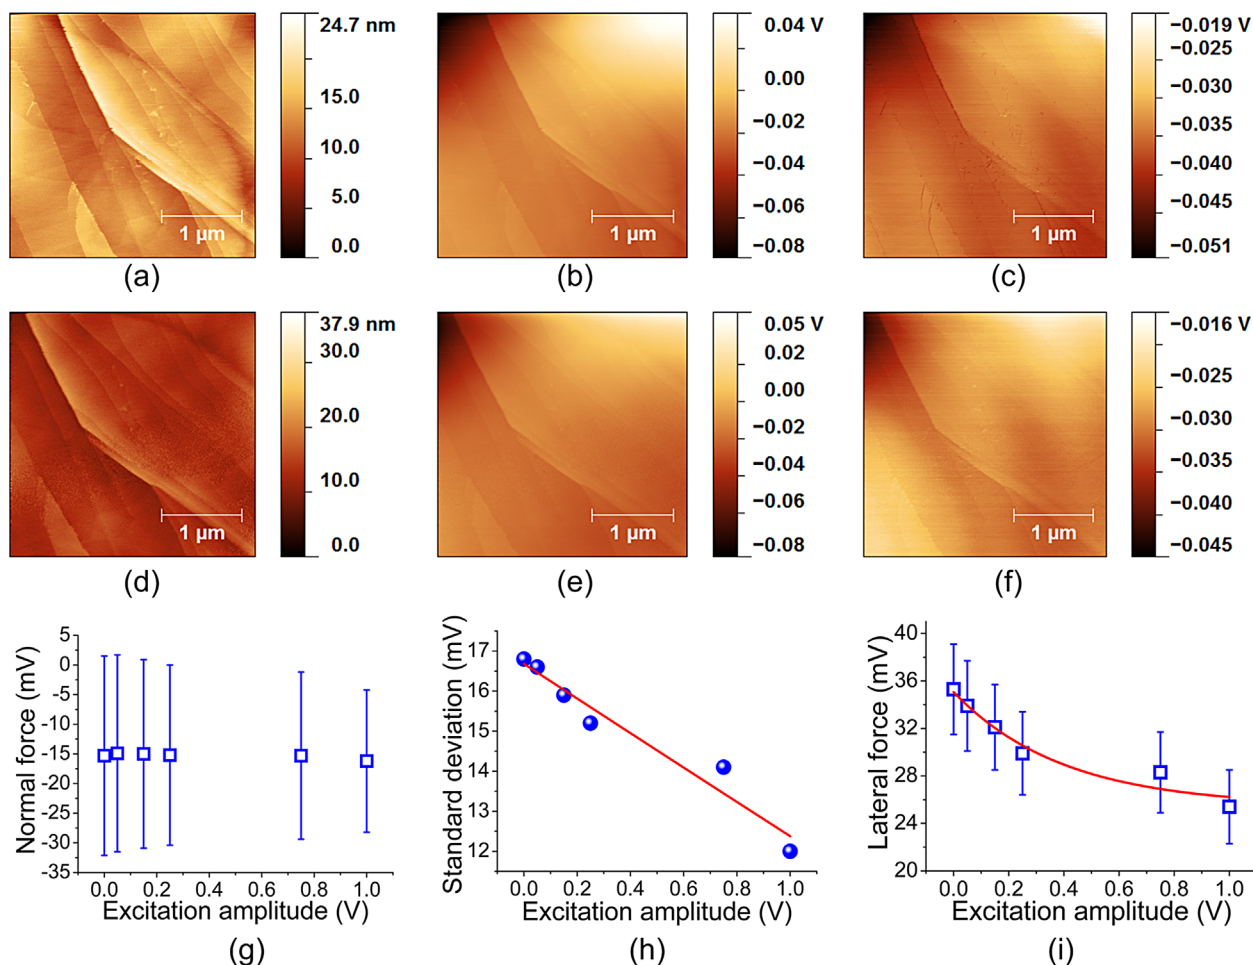 24.7 nm
15.0
10.0
5.0
0.0
1 μm
(a)
0.04 V
0.00
−0.02
−0.04
−0.06
−0.08
1 μm
(b)
−0.019 V
−0.025
−0.030
−0.035
−0.040
−0.045
−0.051
1 μm
(c)
37.9 nm
30.0
20.0
10.0
0.0
1 μm
(d)
0.05 V
0.02
0.00
−0.02
−0.04
−0.06
−0.08
1 μm
(e)
−0.016 V
−0.025
−0.030
−0.035
−0.040
−0.045
1 μm
(f)
Normal force (mV)
5
0
-5
-10
-15
-20
-25
-30
-35
0.0 0.2 0.4 0.6 0.8 1.0
Excitation amplitude (V)
(g)
Standard deviation (mV)
17
16
15
14
13
12
0.0 0.2 0.4 0.6 0.8 1.0
Excitation amplitude (V)
(h)
Lateral force (mV)
40
36
32
28
24
20
0.0 0.2 0.4 0.6 0.8 1.0
Excitation amplitude (V)
(i)